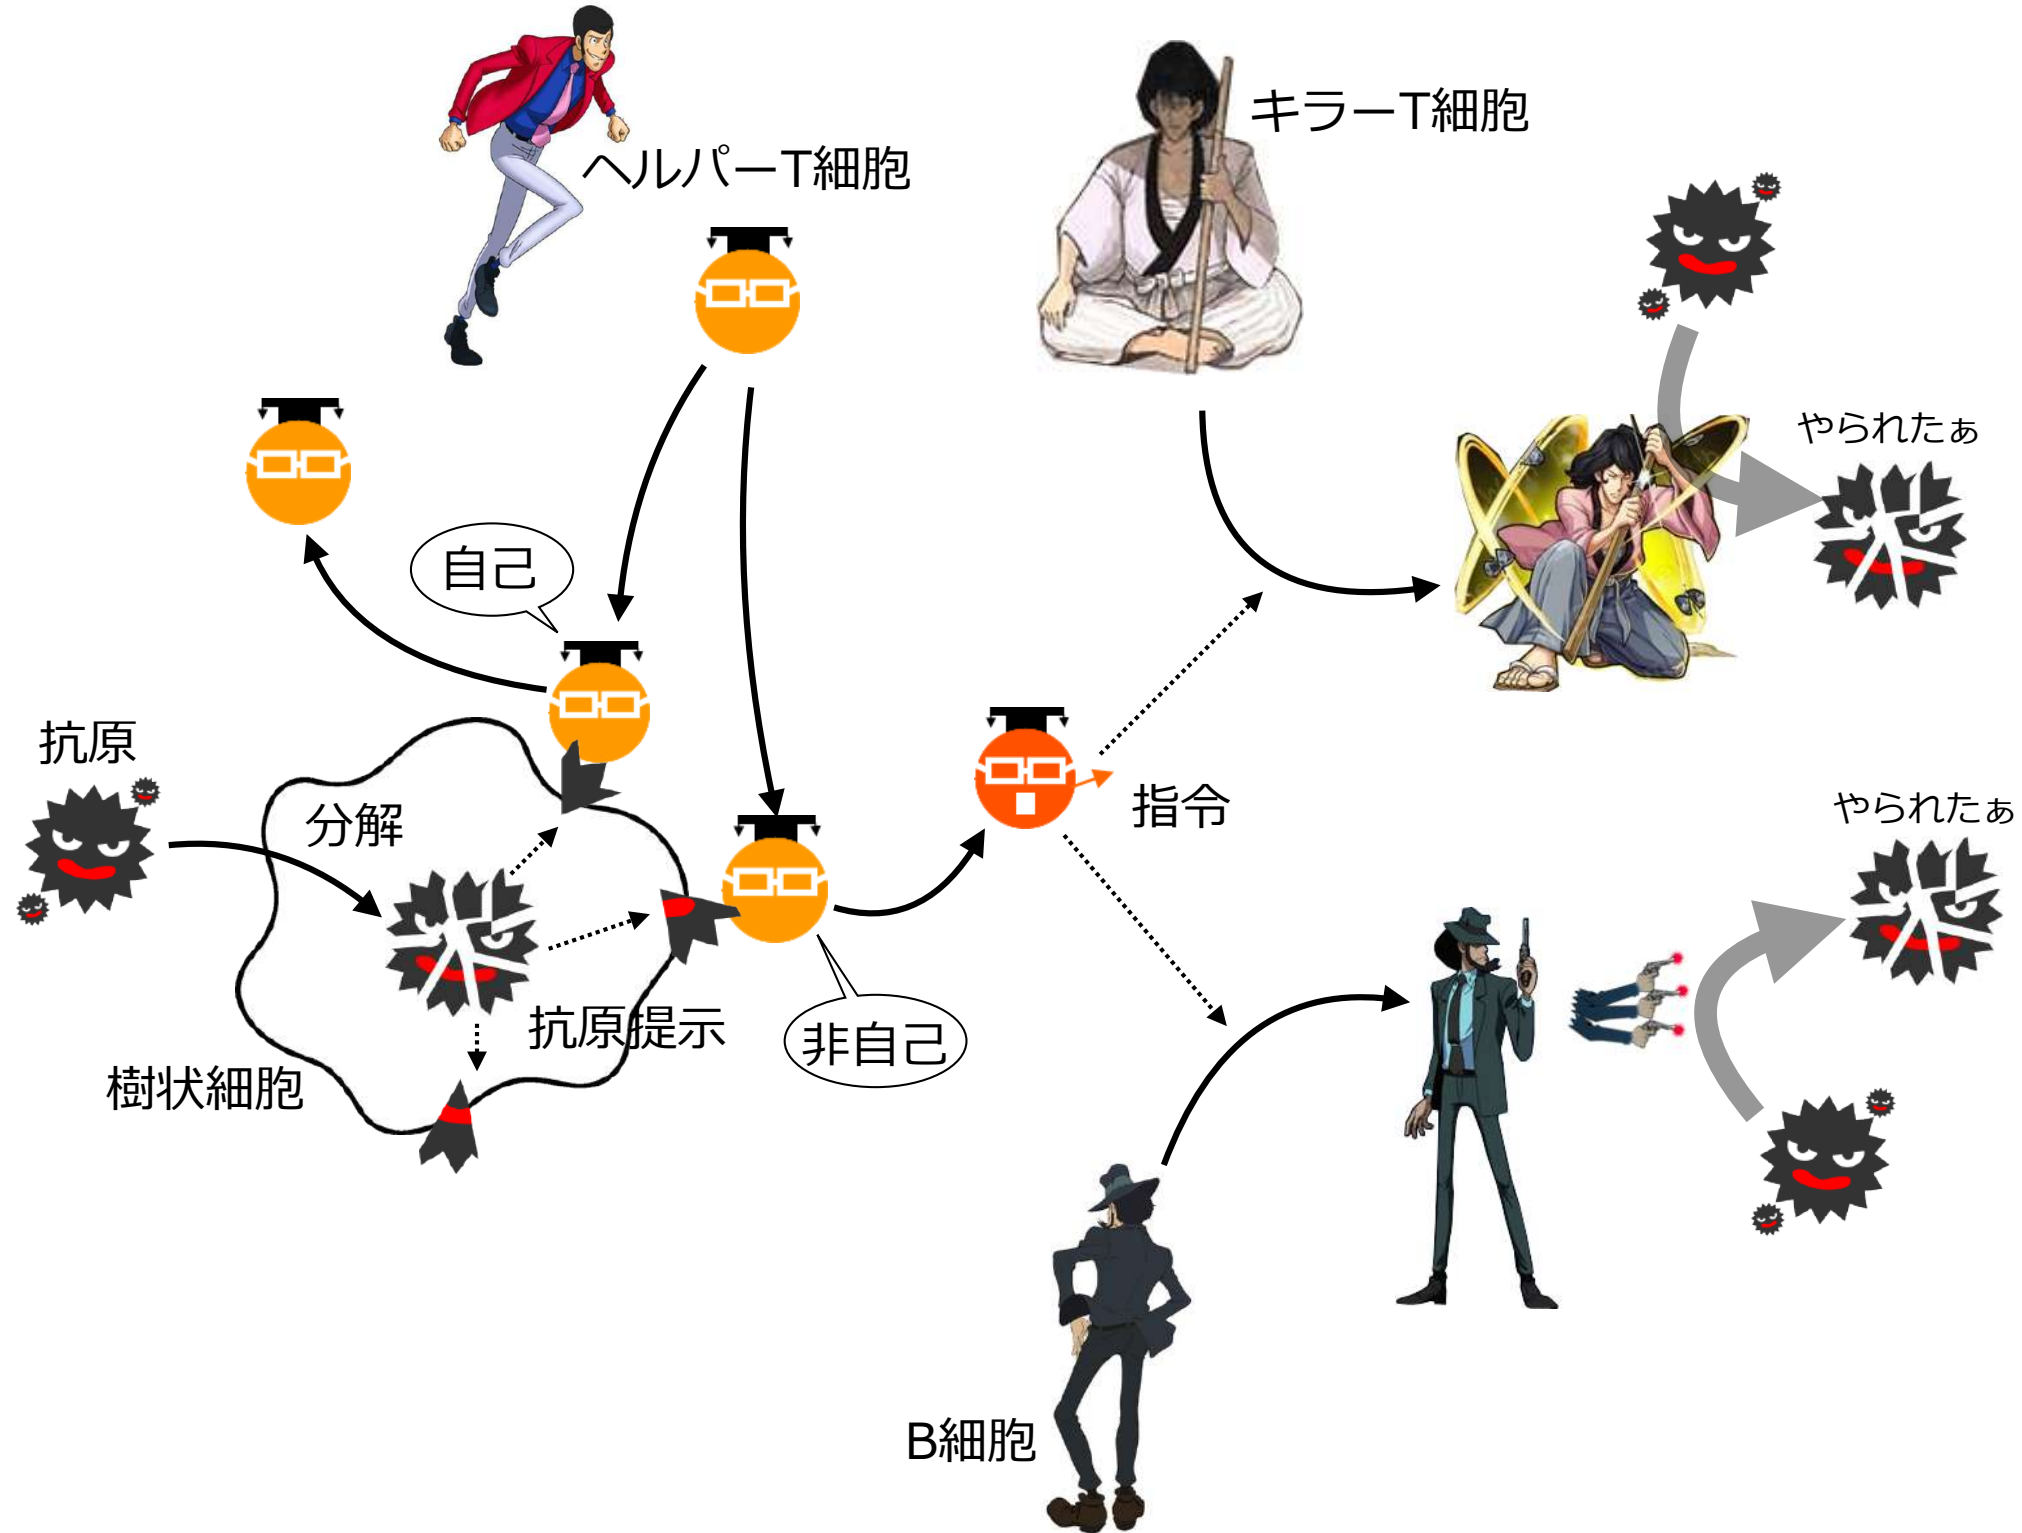 キラーT細胞
ヘルパーT細胞
やられたぁ
自己
抗原
分解
指令
やられたぁ
抗原提示
非自己
樹状細胞
B細胞